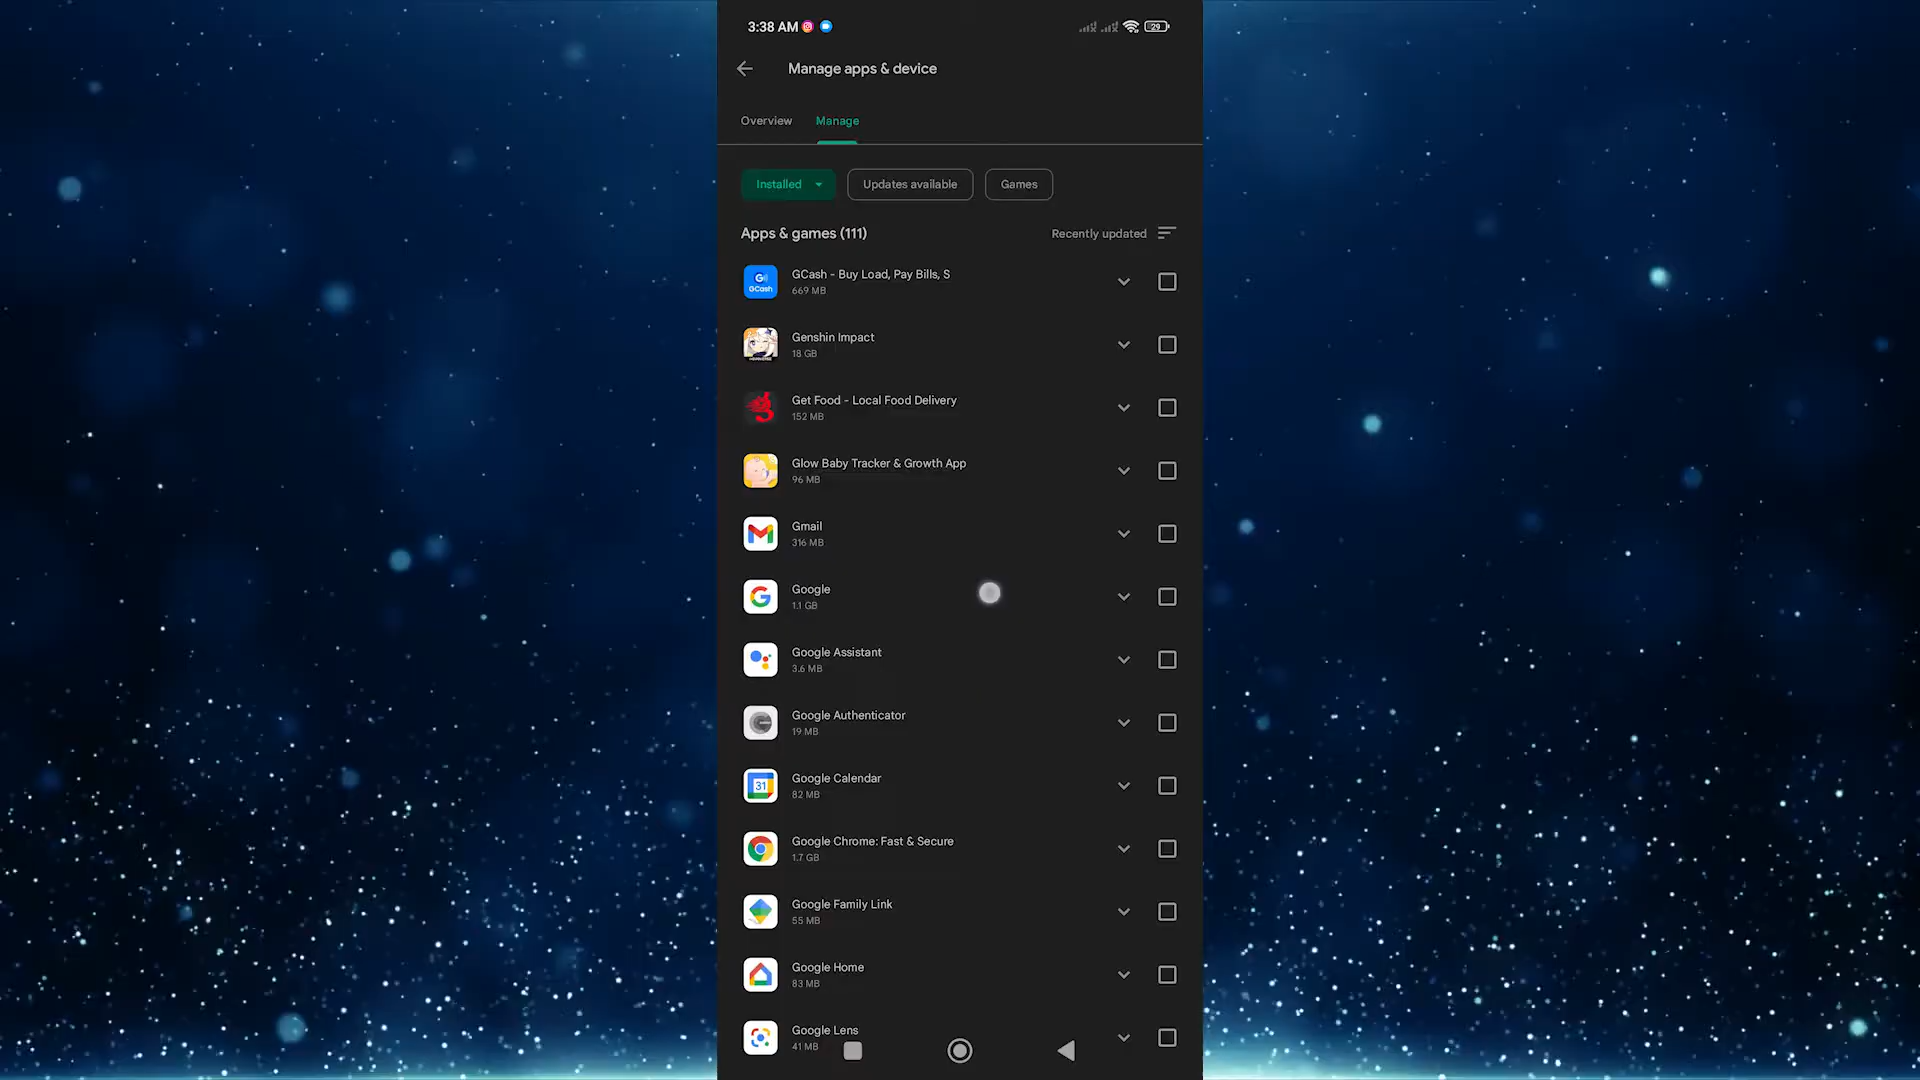 3:38 AM
29
Manage apps & device
Overview
Manage
Installed
Updates available
Games
Apps & games (111)
Recently updated
GCash
GCash - Buy Load, Pay Bills, S
669 MB
Genshin Impact
18 GB
Get Food - Local Food Delivery
152 MB
Glow Baby Tracker & Growth App
96 MB
Gmail
316 MB
Google
1.1 GB
Google Assistant
3.6 MB
Google Authenticator
19 MB
31
Google Calendar
82 MB
Google Chrome: Fast & Secure
1.7 GB
Google Family Link
55 MB
Google Home
83 MB
Google Lens
41 MB